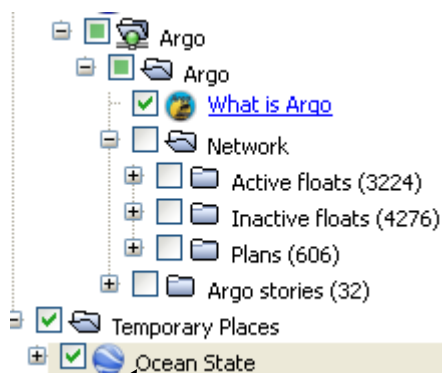 Argo
Argo
What is Argo
Network
Active floats (3224)
Inactive floats (4276)
Plans (606)
Argo stories (32)
Temporary Places
Ocean State